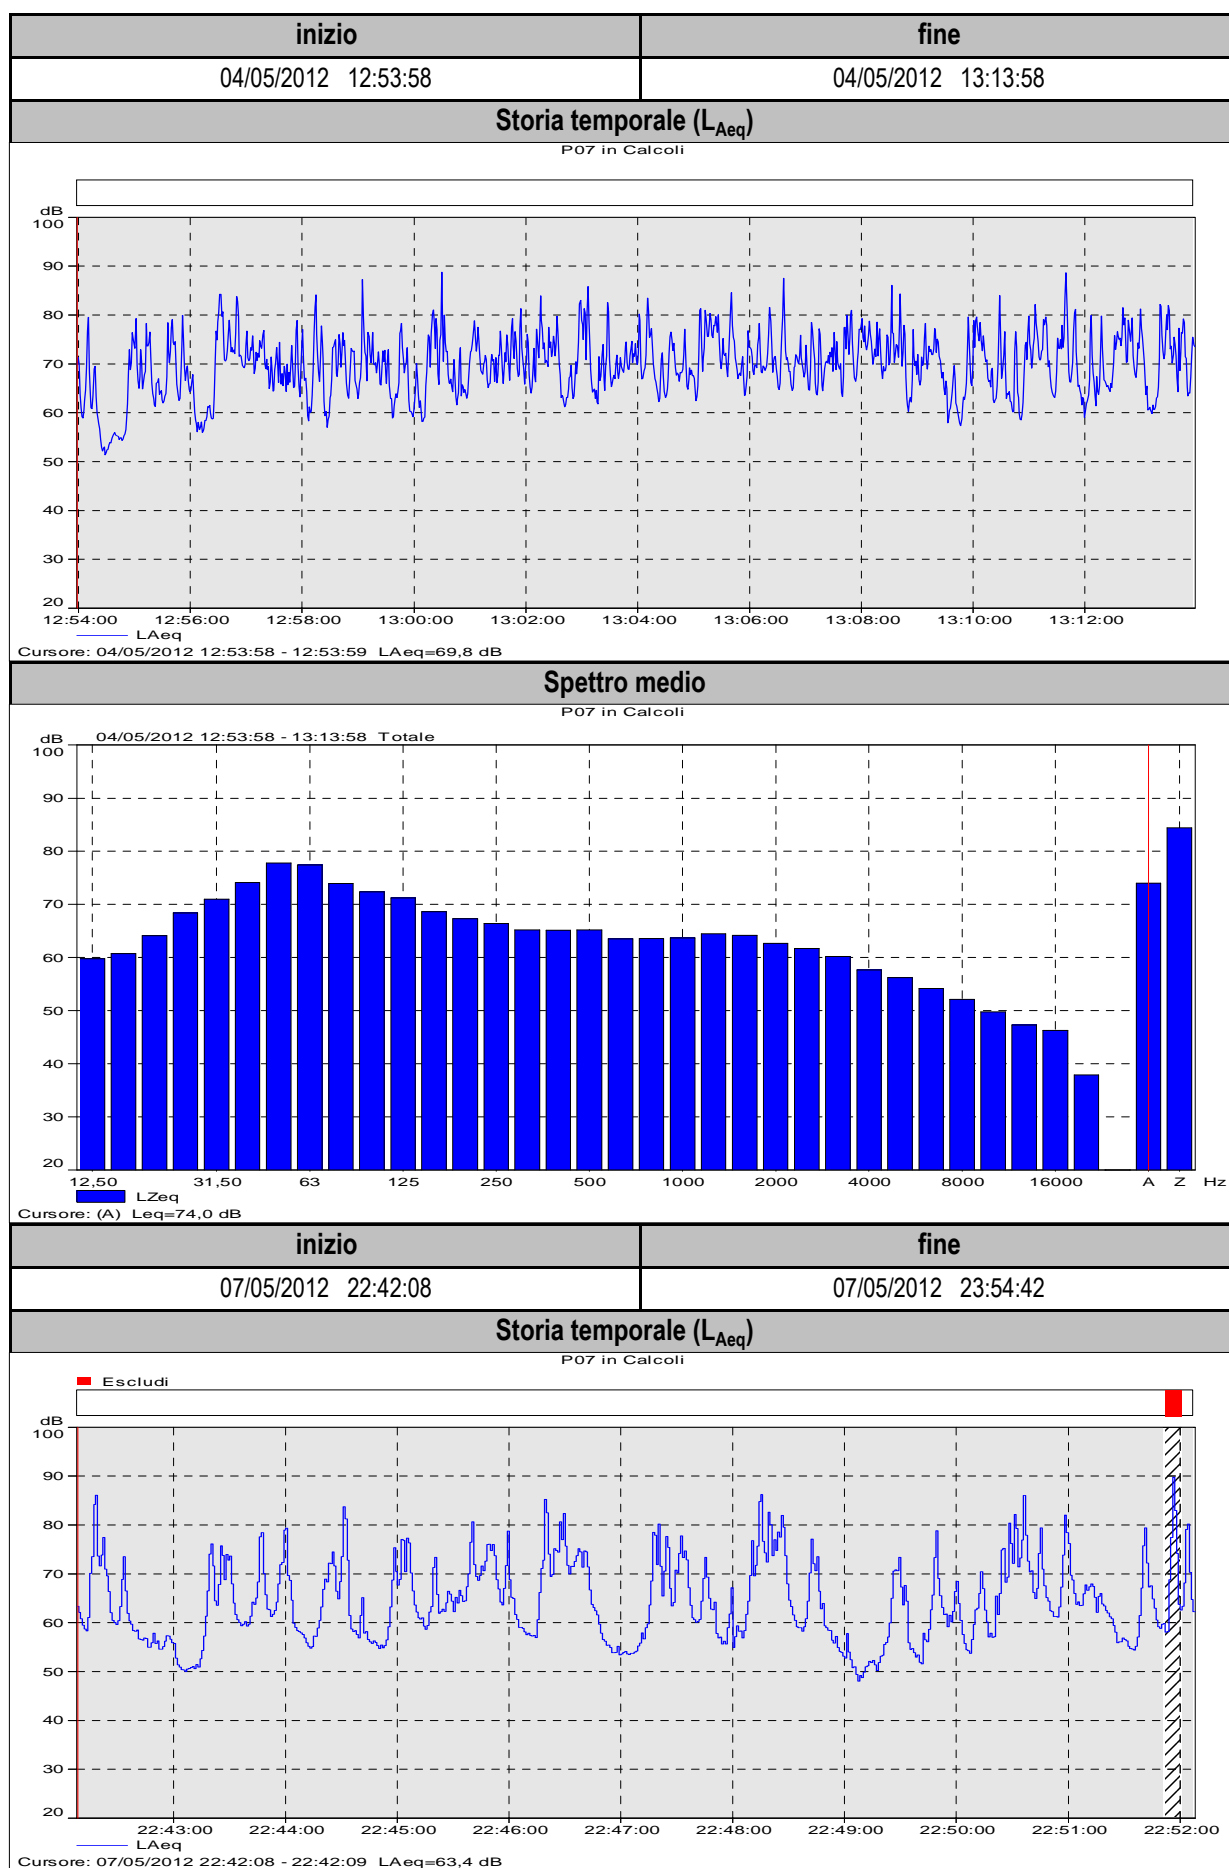 inizio fine
04/05/2012 12:53:58 04/05/2012 13:13:58
Storia temporale (LAeq)
P07 in Calcoli
dB
100
90
80
70
60
50
40
30
20
12:54:00 12:56:00 12:58:00 13:00:00 13:02:00 13:04:00 13:06:00 13:08:00 13:10:00 13:12:00
LAeq
Cursore: 04/05/2012 12:53:58 - 12:53:59 LAeq=69,8 dB
Spettro medio
P07 in Calcoli
dB 04/05/2012 12:53:58 - 13:13:58 Totale
100
90
80
70
60
50
40
30
20
12,50 31,50 63 125 250 500 1000 2000 4000 8000 16000 A Z Hz
LZeq
Cursore: (A) Leq=74,0 dB
inizio fine
07/05/2012 22:42:08 07/05/2012 23:54:42
Storia temporale (LAeq)
P07 in Calcoli
Escludi
dB
100
90
80
70
60
50
40
30
20
22:43:00 22:44:00 22:45:00 22:46:00 22:47:00 22:48:00 22:49:00 22:50:00 22:51:00 22:52:00
LAeq
Cursore: 07/05/2012 22:42:08 - 22:42:09 LAeq=63,4 dB